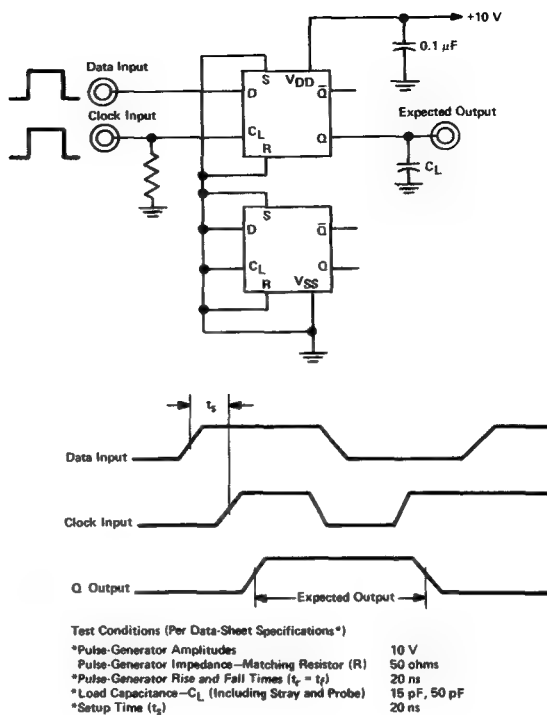 +10 V
0.1 μF
Data Input
S
VDD
D
Q̅
Clock Input
Expected Output
CL
Q
R
CL
S
D
Q̅
CL
Q
R
VSS
ts
Data Input
Clock Input
Q Output
Expected Output
Test Conditions (Per Data-Sheet Specifications*)
*Pulse-Generator Amplitudes 10 V
Pulse-Generator Impedance—Matching Resistor (R) 50 ohms
*Pulse-Generator Rise and Fall Times (tr = tf) 20 ns
*Load Capacitance—CL (Including Stray and Probe) 15 pF, 50 pF
*Setup Time (ts) 20 ns